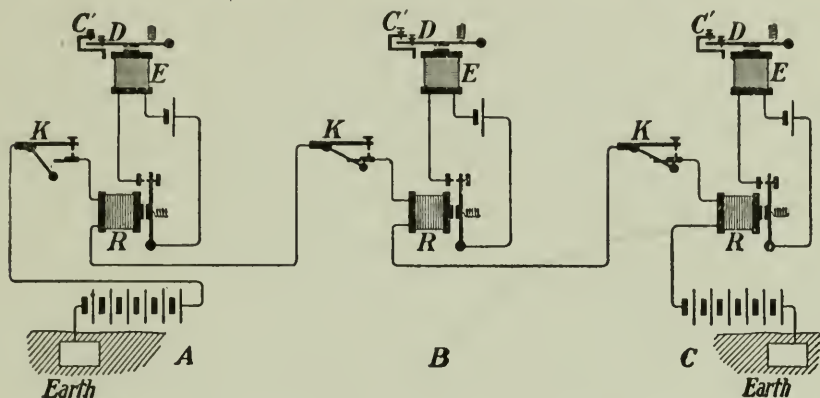 C' D C' D C' D
E E E
K K K
R R R
A B C
Earth Earth